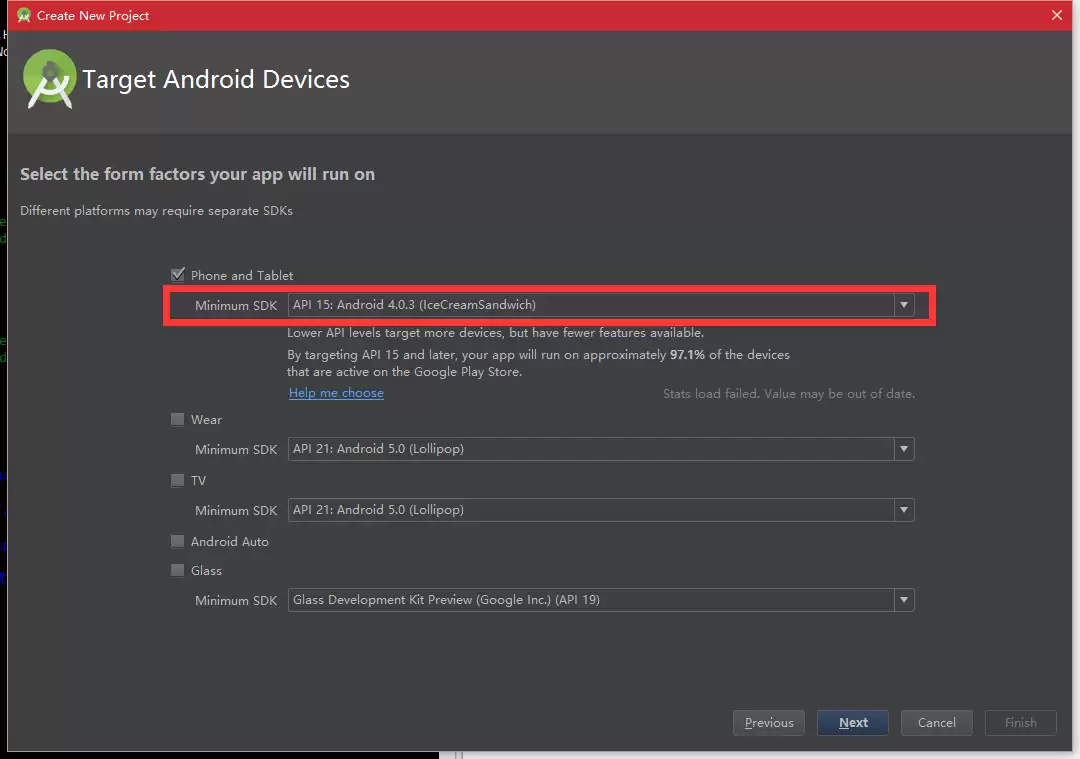 Create New Project
Target Android Devices
Select the form factors your app will run on
Different platforms may require separate SDKs
Phone and Tablet
Minimum SDK API 15: Android 4.0.3 (IceCreamSandwich)
Lower API levels target more devices, but have fewer features available.
By targeting API 15 and later, your app will run on approximately 97.1% of the devices
that are active on the Google Play Store.
Help me choose Stats load failed. Value may be out of date.
Wear
Minimum SDK API 21: Android 5.0 (Lollipop)
TV
Minimum SDK API 21: Android 5.0 (Lollipop)
Android Auto
Glass
Minimum SDK Glass Development Kit Preview (Google Inc.) (API 19)
Previous Next Cancel Finish